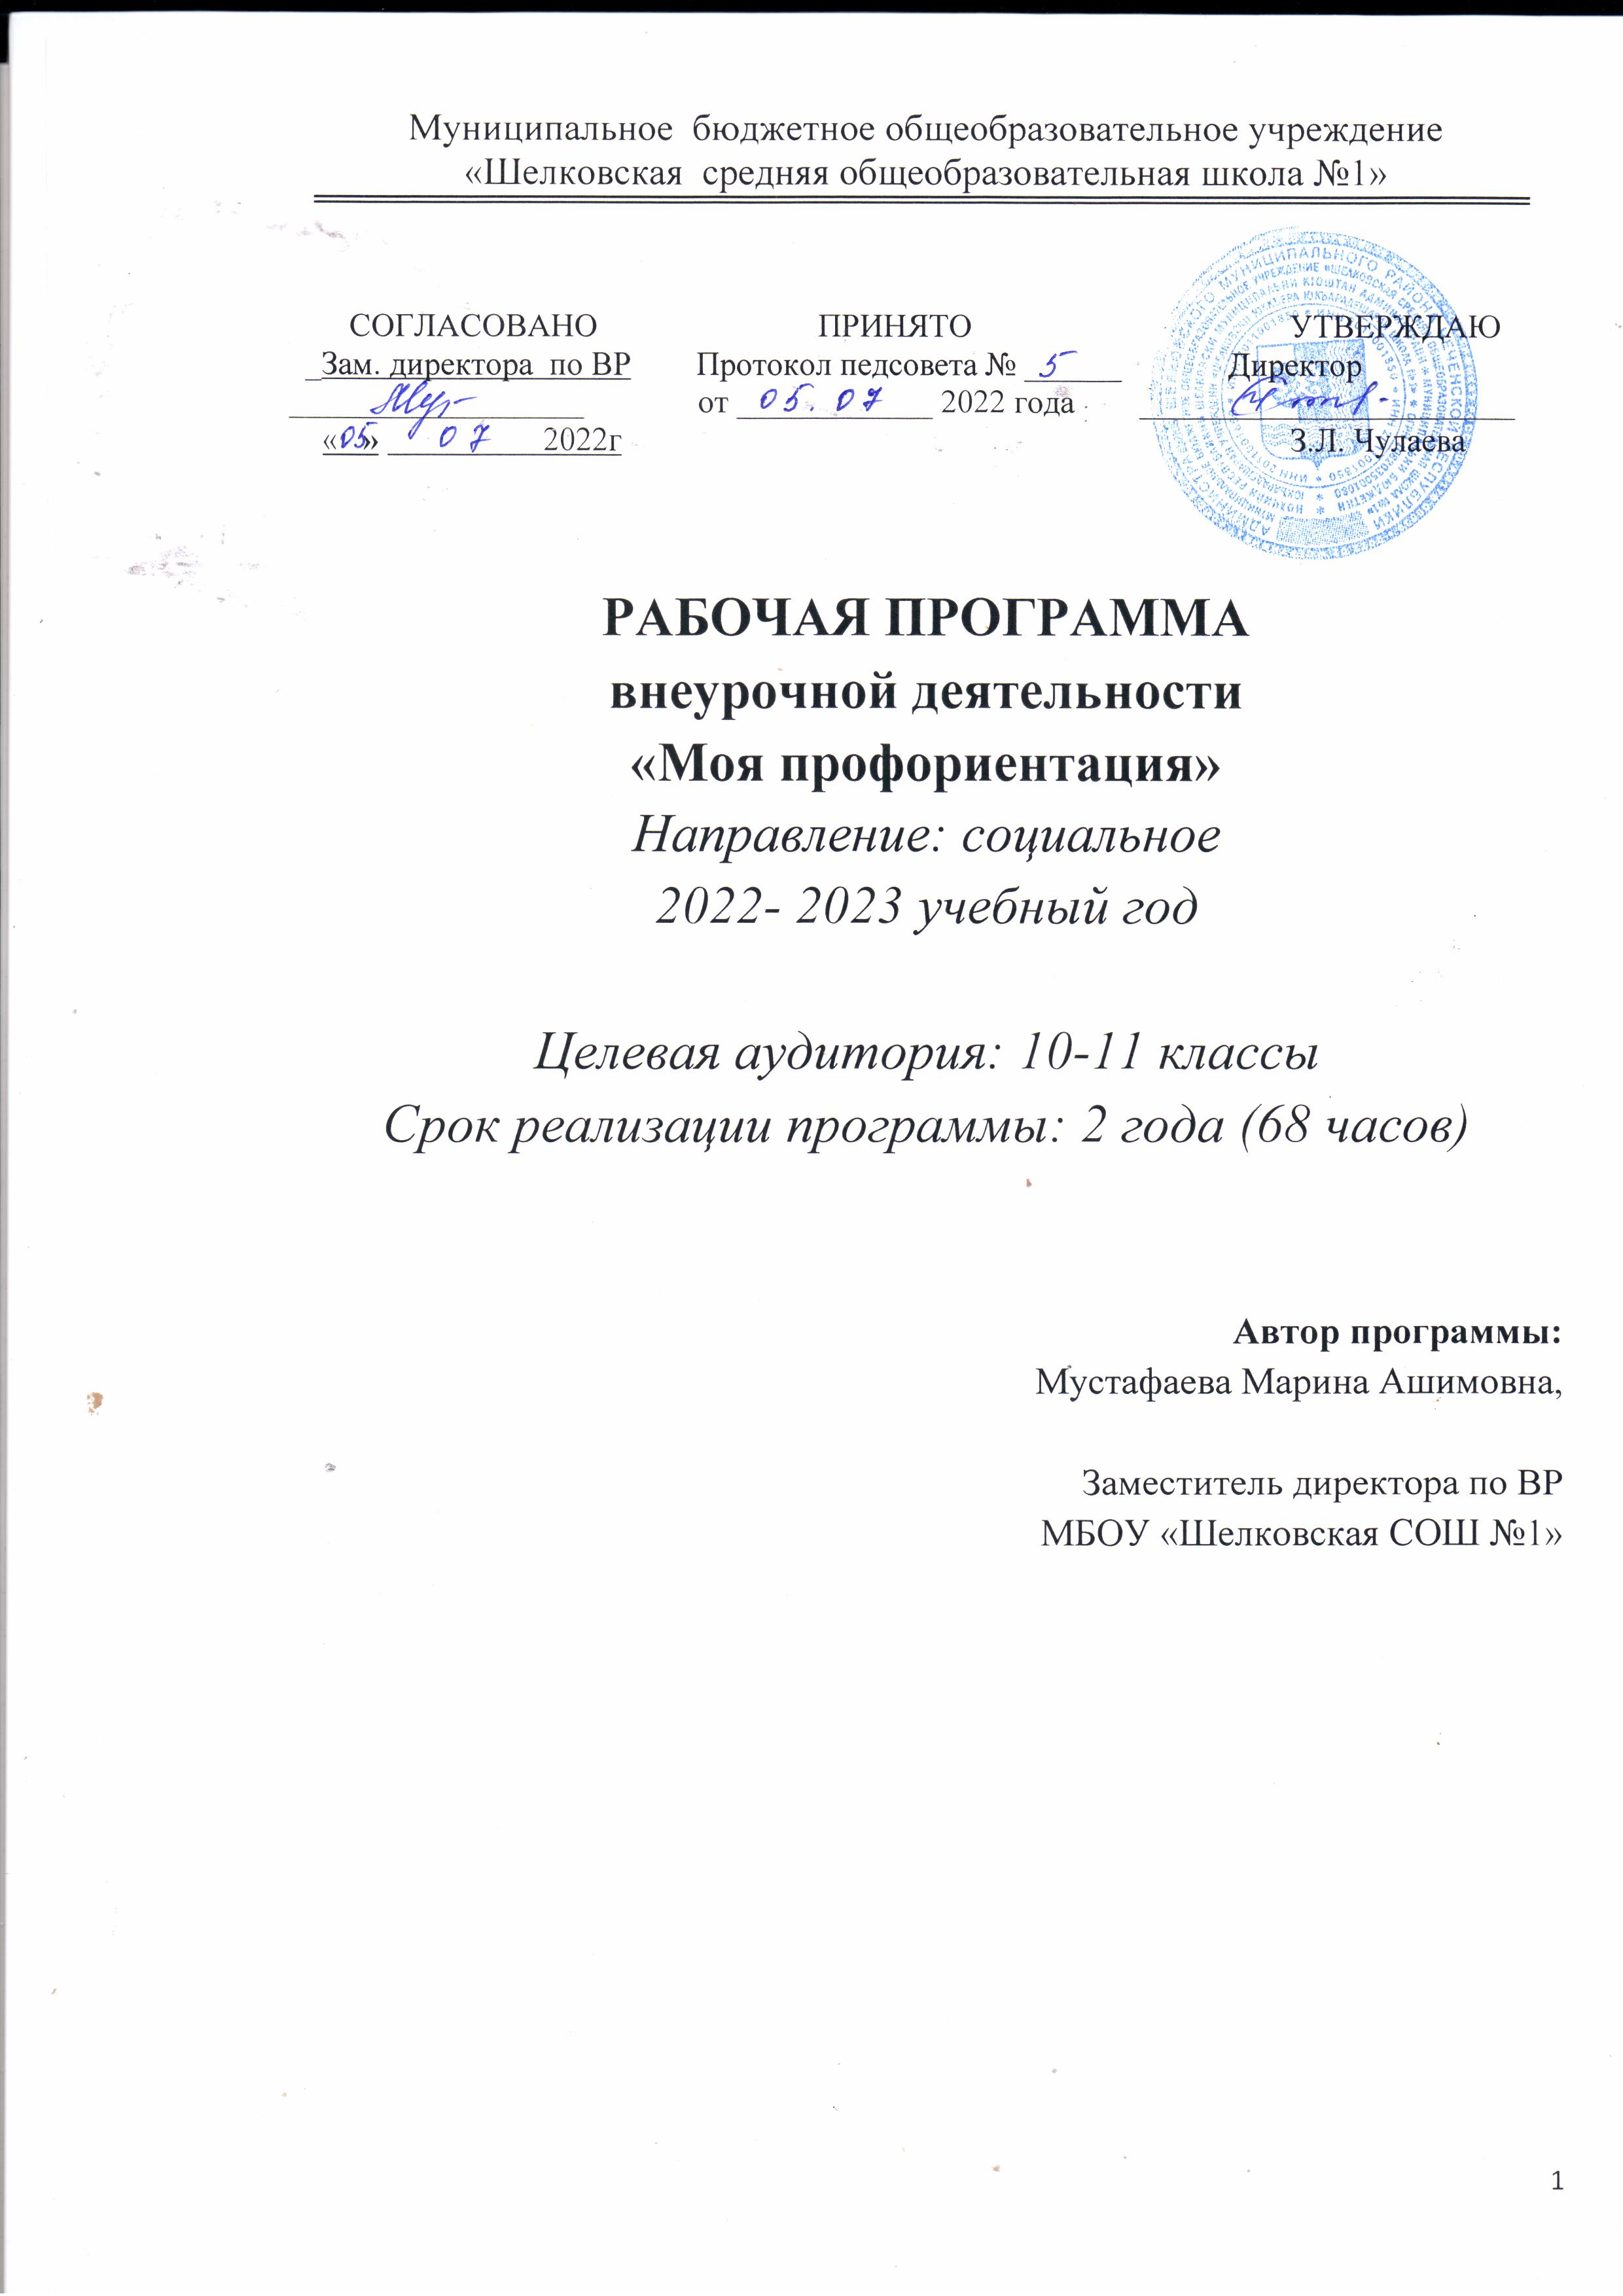 Муниципальное бюджетное общеобразовательное учреждение
«Шелковская средняя общеобразовательная школа №1»
СОГЛАСОВАНО
Зам. директора по ВР
«05» 07 2022г
ПРИНЯТО
Протокол педсовета № 5
от 05. 07 2022 года
УТВЕРЖДАЮ
Директор
З.Л. Чулаева
РАБОЧАЯ ПРОГРАММА
внеурочной деятельности
«Моя профориентация»
Направление: социальное
2022- 2023 учебный год
Целевая аудитория: 10-11 классы
Срок реализации программы: 2 года (68 часов)
Автор программы:
Мустафаева Марина Ашимовна,
Заместитель директора по ВР
МБОУ «Шелковская СОШ №1»
1